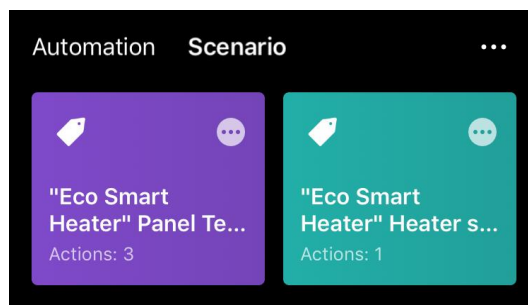 Automation Scenario
"Eco Smart
Heater" Panel Te...
Actions: 3
"Eco Smart
Heater" Heater s...
Actions: 1